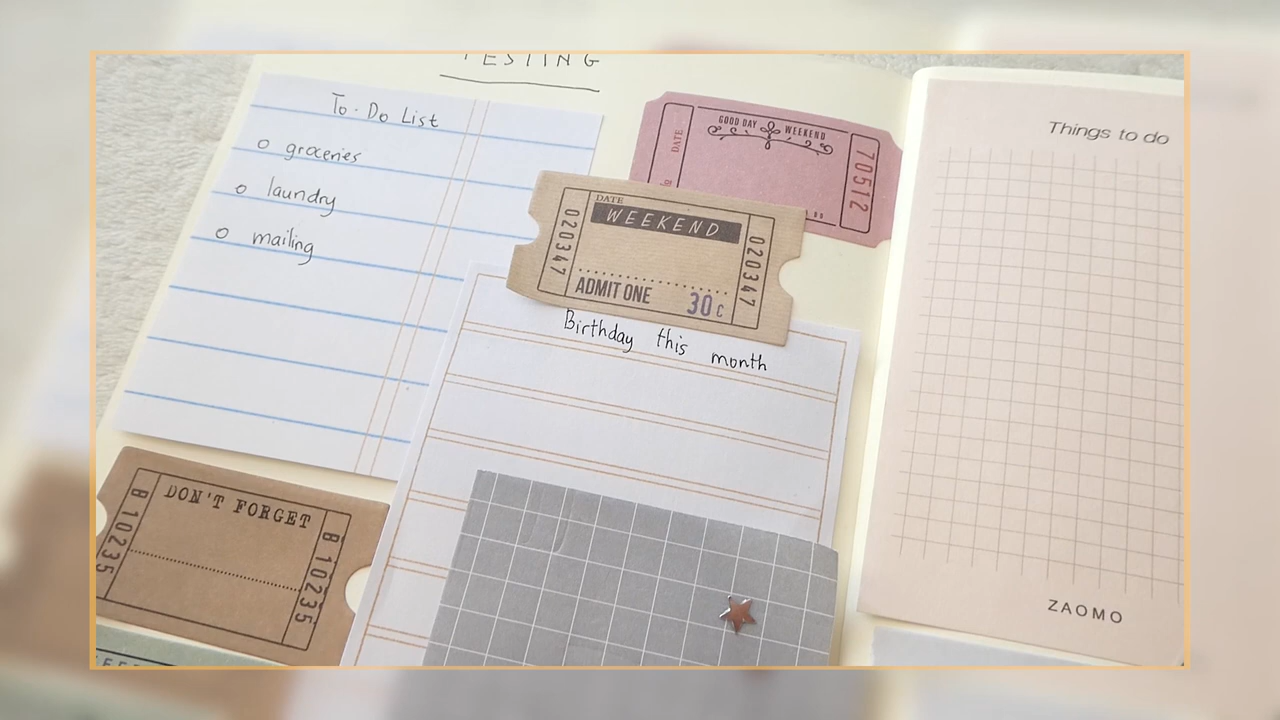 TESTING
To-Do List
groceries
laundry
mailing
GOOD DAY WEEKEND
DATE
70512
DATE
WEEKEND
020347
020347
ADMIT ONE
30c
Birthday this month
DON'T FORGET
B 10235
B 10235
Things to do
ZAOMO